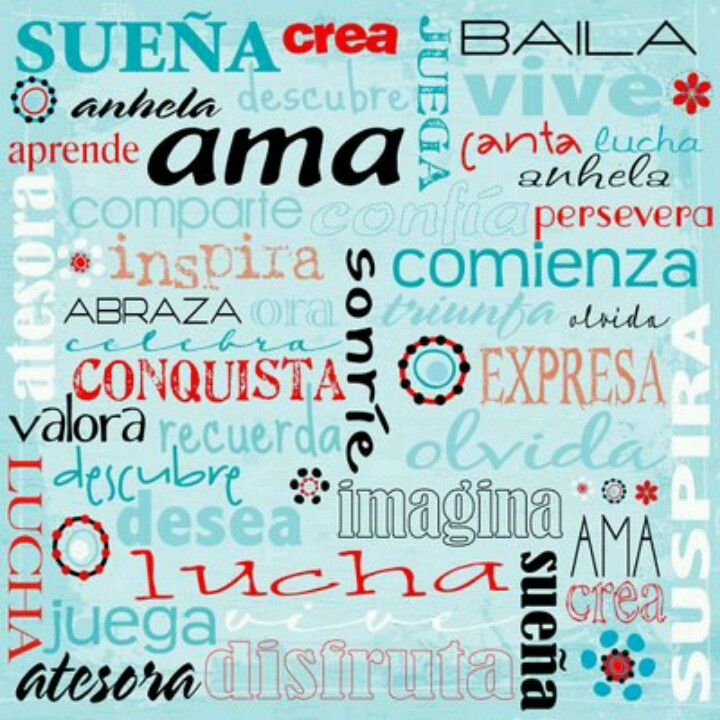 SUEÑA crea JUEGA BAILA
anhela descubre vive
aprende ama canta lucha
anhela
atesora comparte confía persevera
inspira sonríe comienza
ABRAZA ora triunfa olvida
celebra
CONQUISTA EXPRESA SUSPIRA
valora recuerda olvida
LUCHA descubre
desea imagina
AMA
lucha sueña crea
juega vive
atesora disfruta